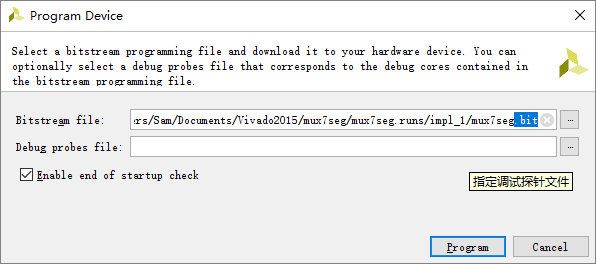 Program Device
Select a bitstream programming file and download it to your hardware device. You can
optionally select a debug probes file that corresponds to the debug cores contained in
the bitstream programming file.
Bitstream file: ers/Sam/Documents/Vivado2015/mux7seg/mux7seg.runs/impl_1/mux7seg.bit ...
Debug probes file: ...
Enable end of startup check
指定调试探针文件
Program Cancel